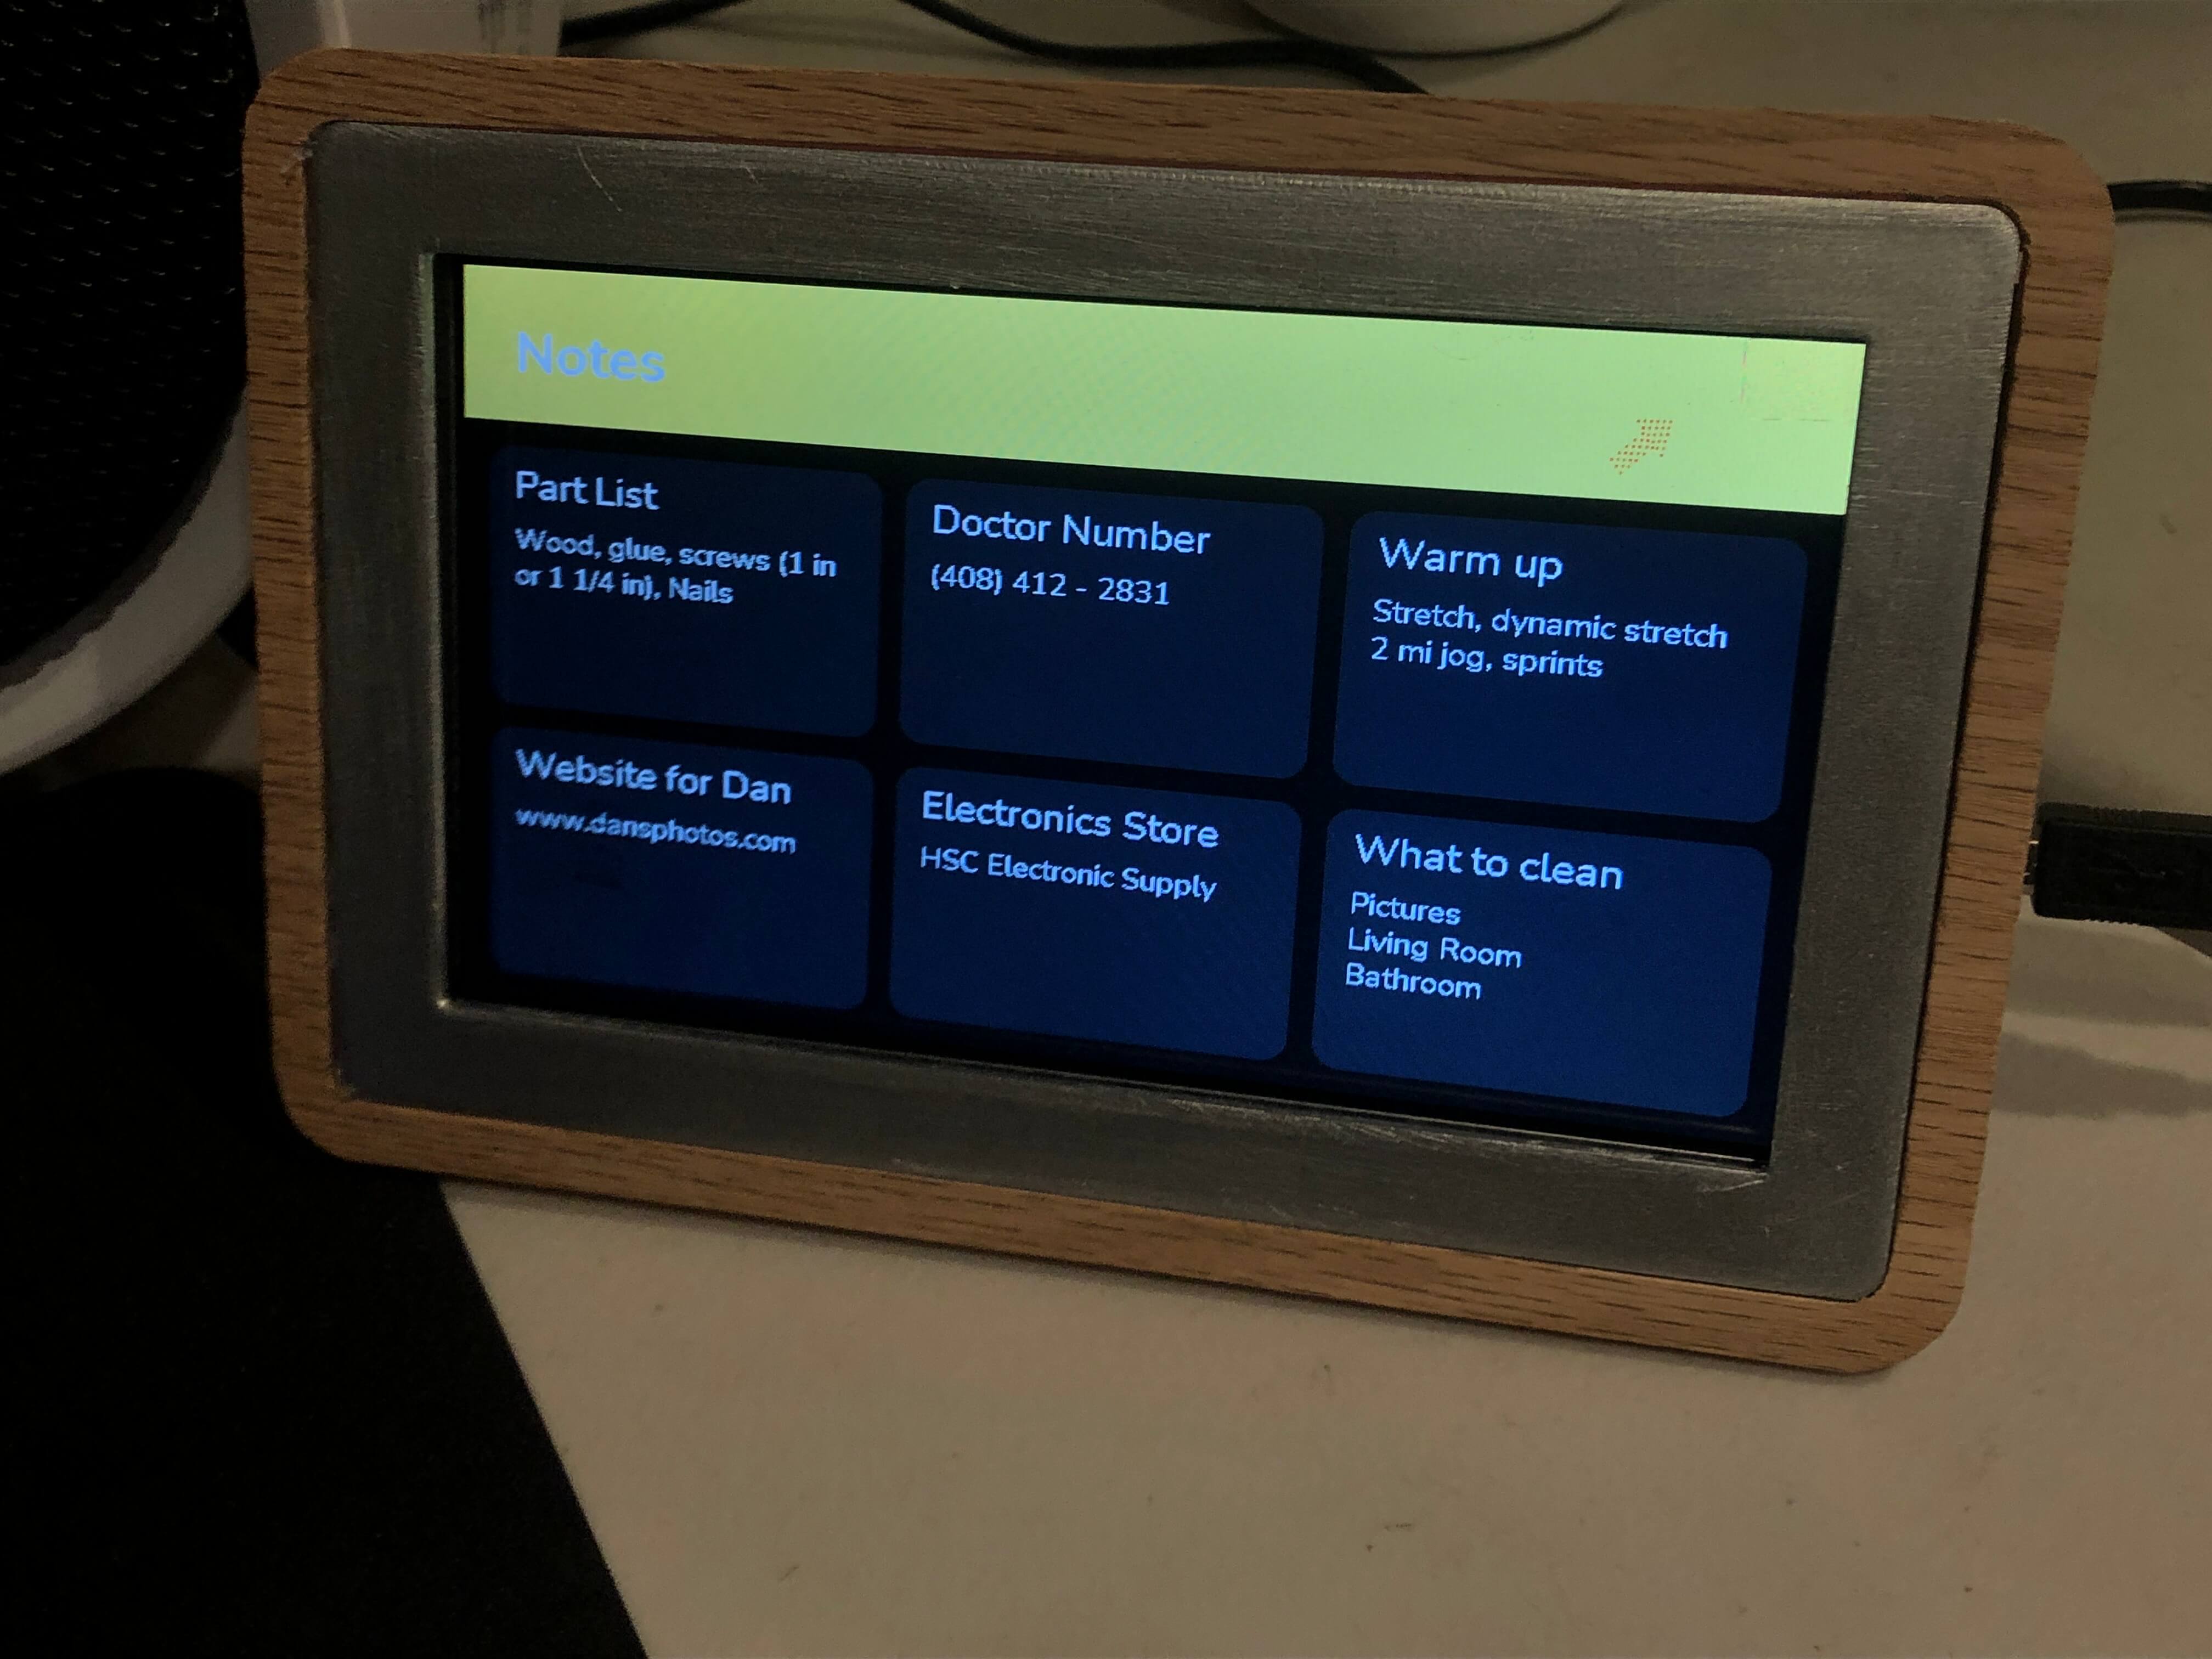 Notes
Part List
Wood, glue, screws (1 in
or 1 1/4 in), Nails
Doctor Number
(408) 412 - 2831
Warm up
Stretch, dynamic stretch
2 mi jog, sprints
Website for Dan
www.dansphotos.com
Electronics Store
HSC Electronic Supply
What to clean
Pictures
Living Room
Bathroom